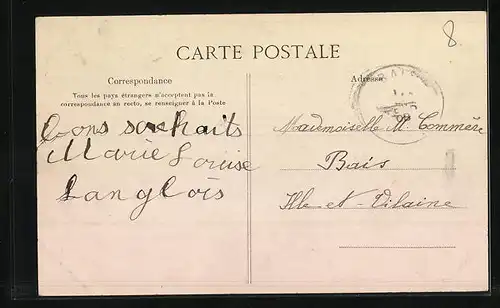 8.
CARTE POSTALE
Correspondance
Tous les pays étrangers n'acceptent pas la
correspondance au recto, se renseigner à la Poste
Adresse
BAIS
Bons souhaits
Marie Louise
Langlois
Mademoiselle M. Commère
Bais
Ille et Vilaine